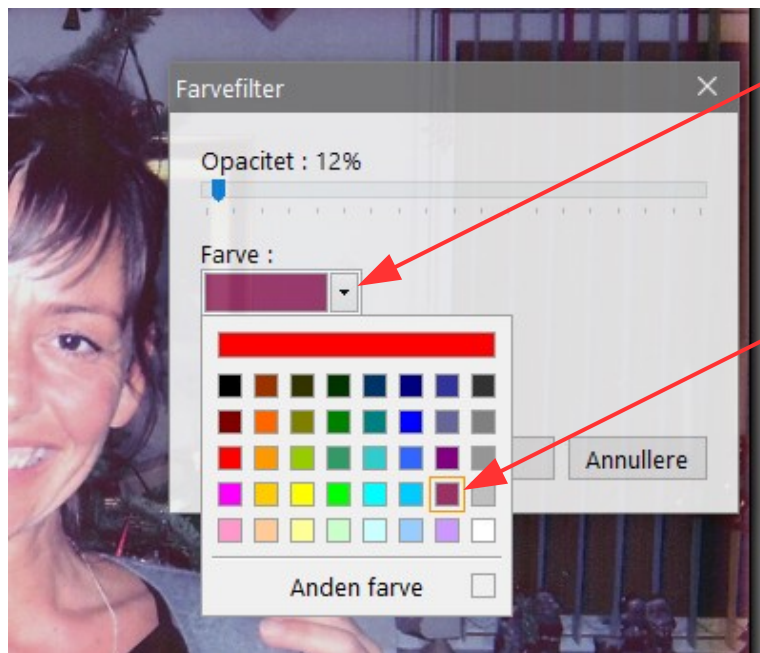 Farvefilter
Opacitet : 12%
Farve :
Annullere
Anden farve